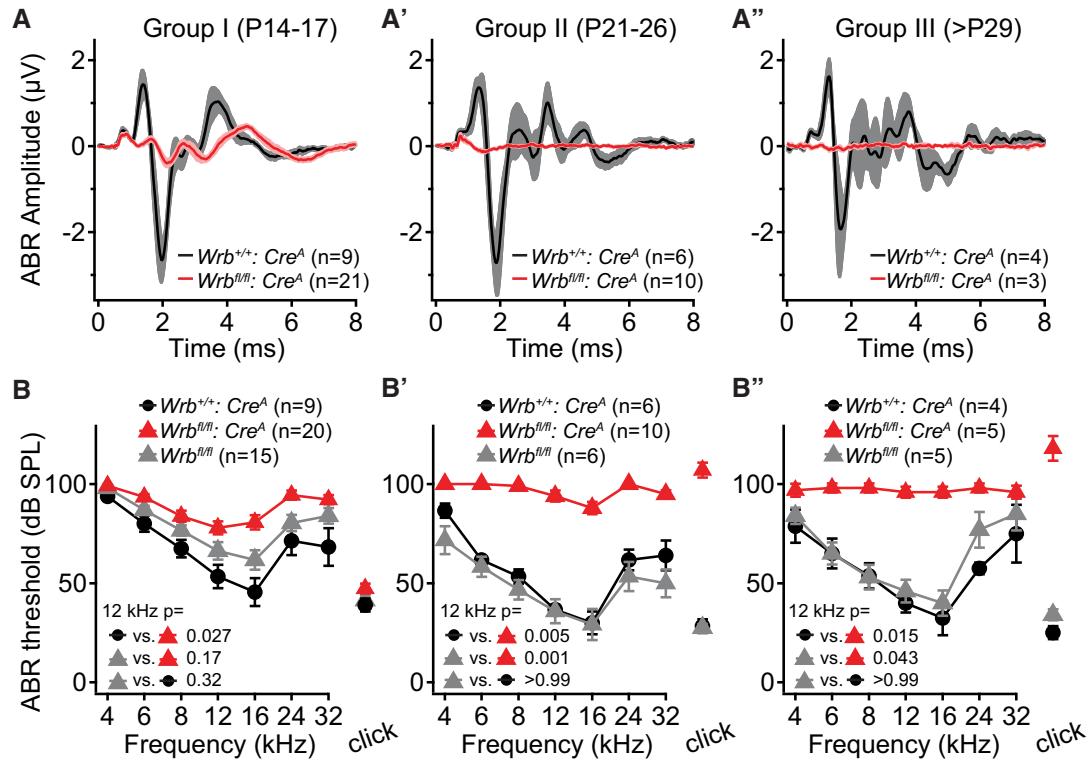 A
Group I (P14-17)
ABR Amplitude (µV)
2
0
-2
Wrb+/+: CreA (n=9)
Wrbfl/fl: CreA (n=21)
0 2 4 6 8
Time (ms)
A'
Group II (P21-26)
2
0
-2
Wrb+/+: CreA (n=6)
Wrbfl/fl: CreA (n=10)
0 2 4 6 8
Time (ms)
A"
Group III (>P29)
2
0
-2
Wrb+/+: CreA (n=4)
Wrbfl/fl: CreA (n=3)
0 2 4 6 8
Time (ms)
B
Wrb+/+: CreA (n=9)
Wrbfl/fl: CreA (n=20)
Wrbfl/fl (n=15)
ABR threshold (dB SPL)
100
50
0
12 kHz p=
vs. 0.027
vs. 0.17
vs. 0.32
4 6 8 12 16 24 32
click
Frequency (kHz)
B'
Wrb+/+: CreA (n=6)
Wrbfl/fl: CreA (n=10)
Wrbfl/fl (n=6)
100
50
0
12 kHz p=
vs. 0.005
vs. 0.001
vs. >0.99
4 6 8 12 16 24 32
click
Frequency (kHz)
B"
Wrb+/+: CreA (n=4)
Wrbfl/fl: CreA (n=5)
Wrbfl/fl (n=5)
100
50
0
12 kHz p=
vs. 0.015
vs. 0.043
vs. >0.99
4 6 8 12 16 24 32
click
Frequency (kHz)